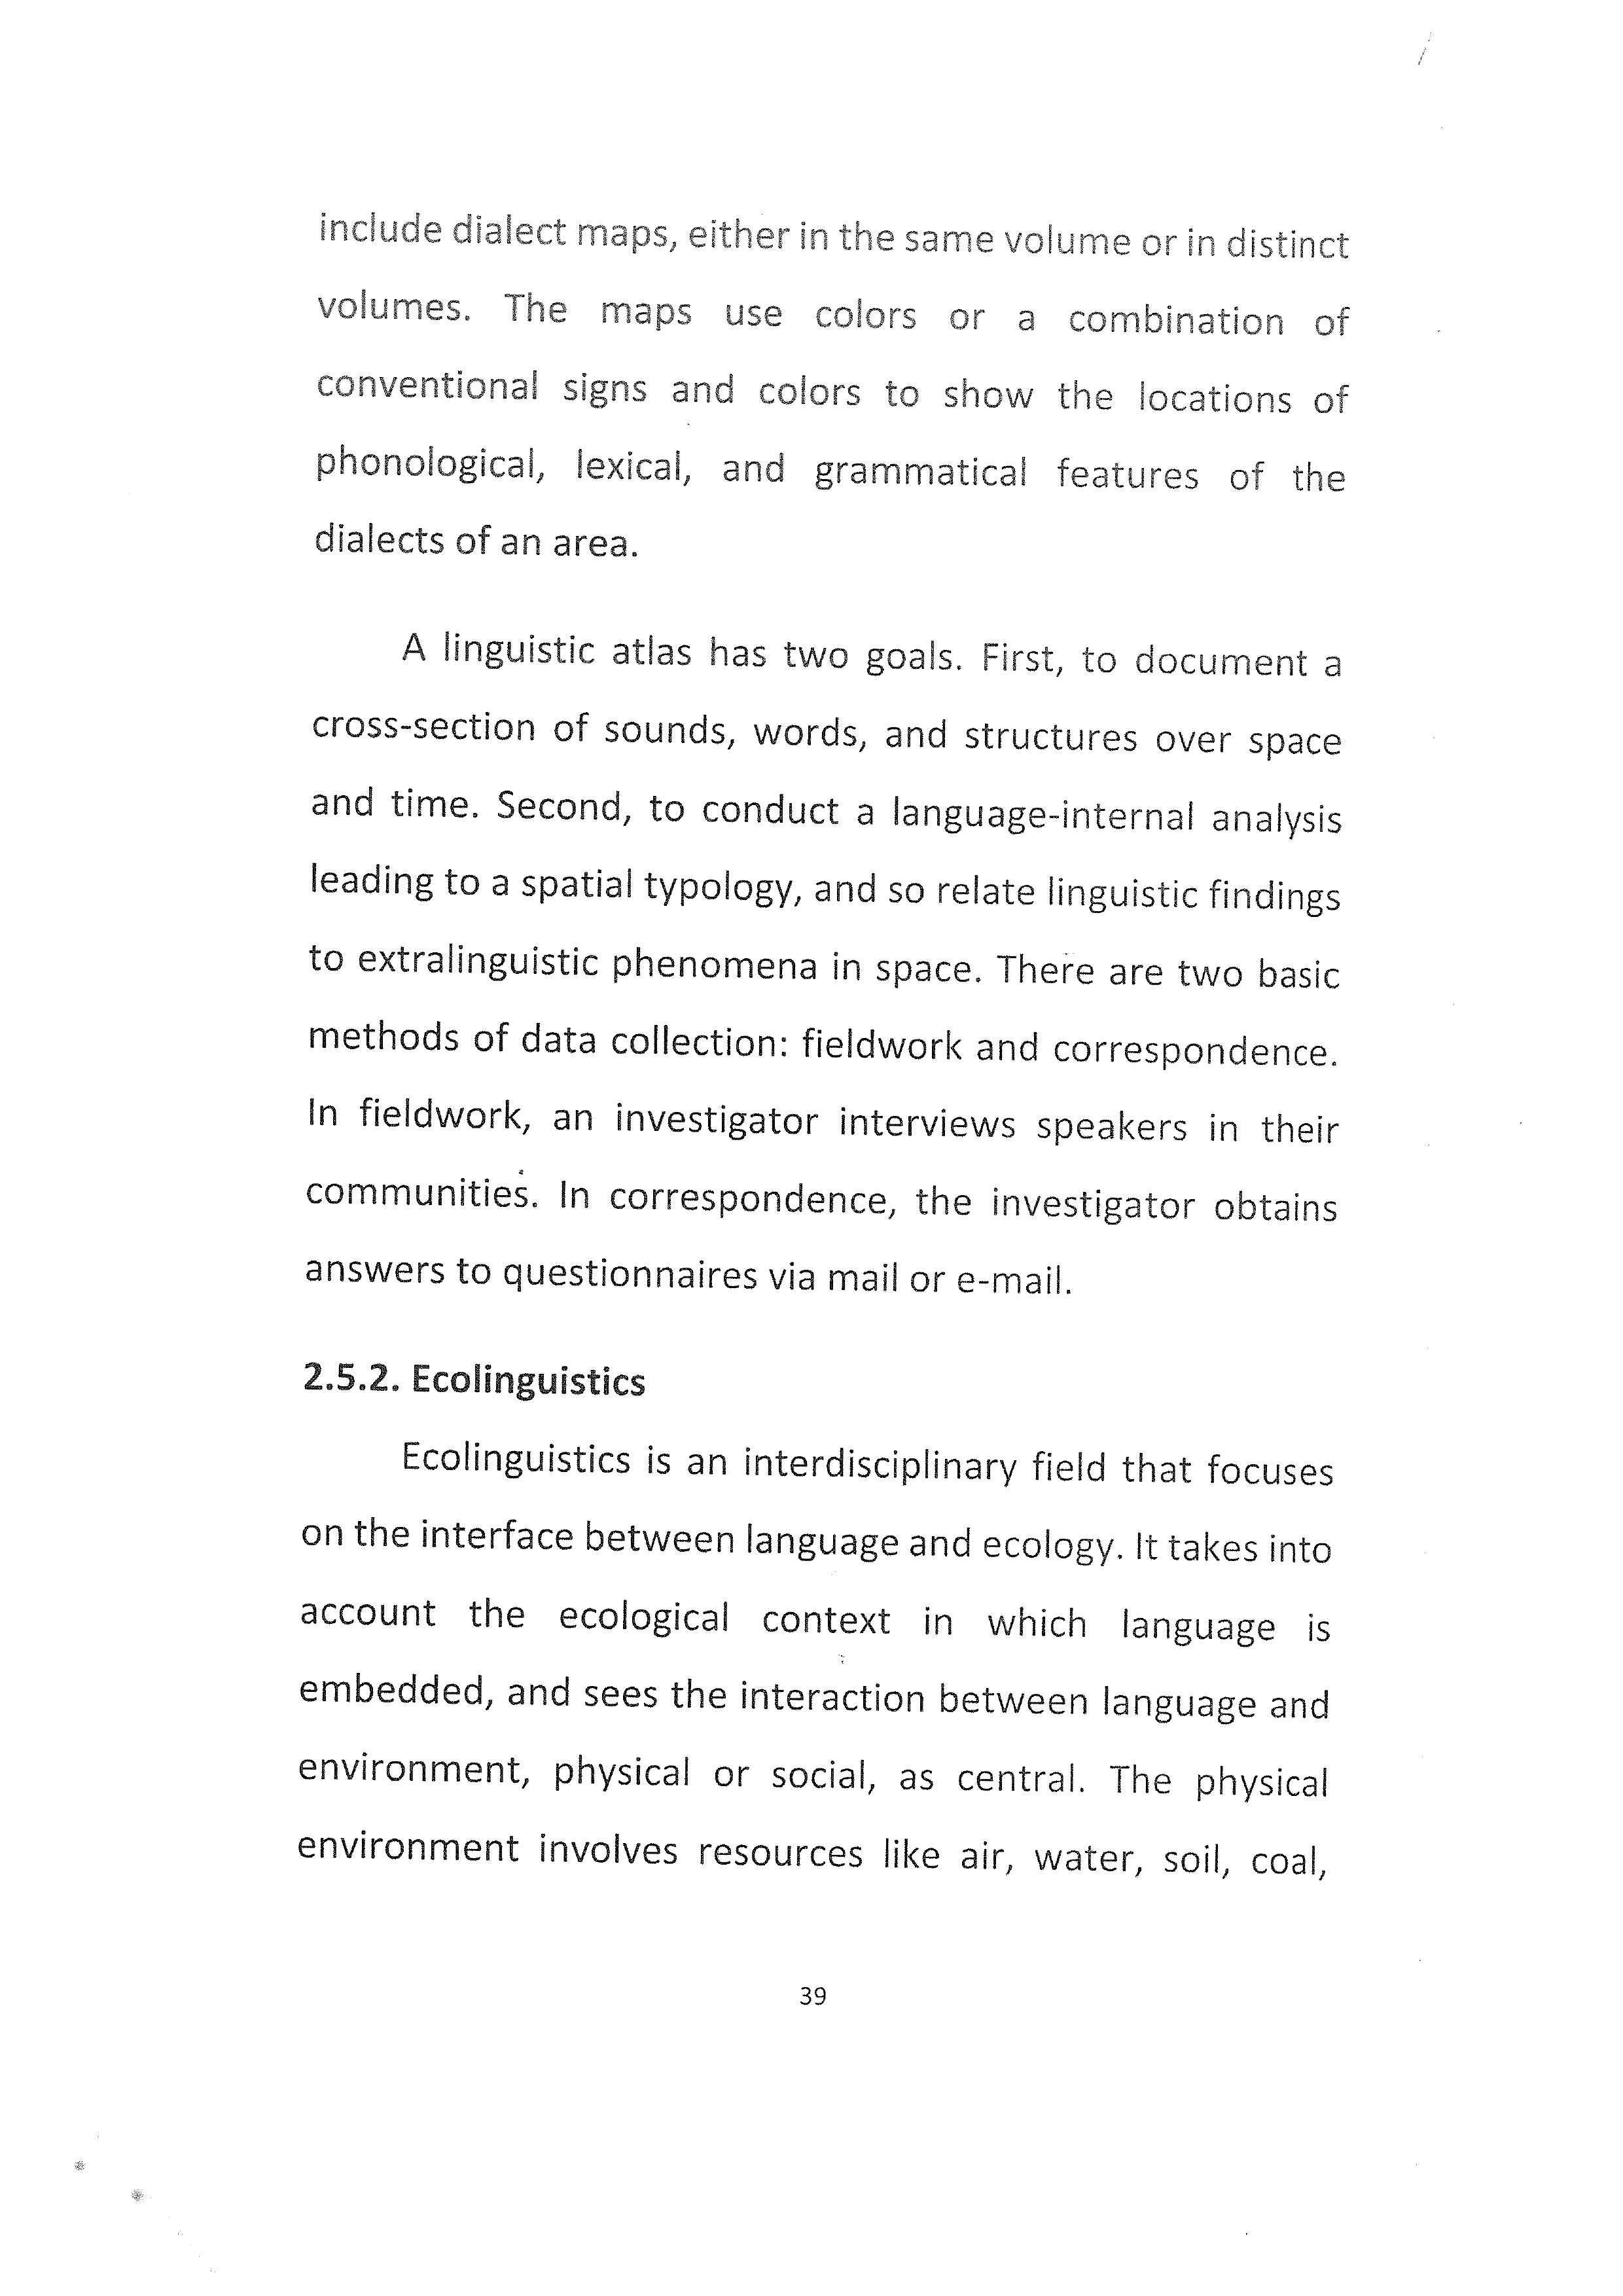 include dialect maps, either in the same volume or in distinct
volumes. The maps use colors or a combination of
conventional signs and colors to show the locations of
phonological, lexical, and grammatical features of the
dialects of an area.
A linguistic atlas has two goals. First, to document a
cross-section of sounds, words, and structures over space
and time. Second, to conduct a language-internal analysis
leading to a spatial typology, and so relate linguistic findings
to extralinguistic phenomena in space. There are two basic
methods of data collection: fieldwork and correspondence.
In fieldwork, an investigator interviews speakers in their
communities. In correspondence, the investigator obtains
answers to questionnaires via mail or e-mail.
2.5.2. Ecolinguistics
Ecolinguistics is an interdisciplinary field that focuses
on the interface between language and ecology. It takes into
account the ecological context in which language is
embedded, and sees the interaction between language and
environment, physical or social, as central. The physical
environment involves resources like air, water, soil, coal,
39